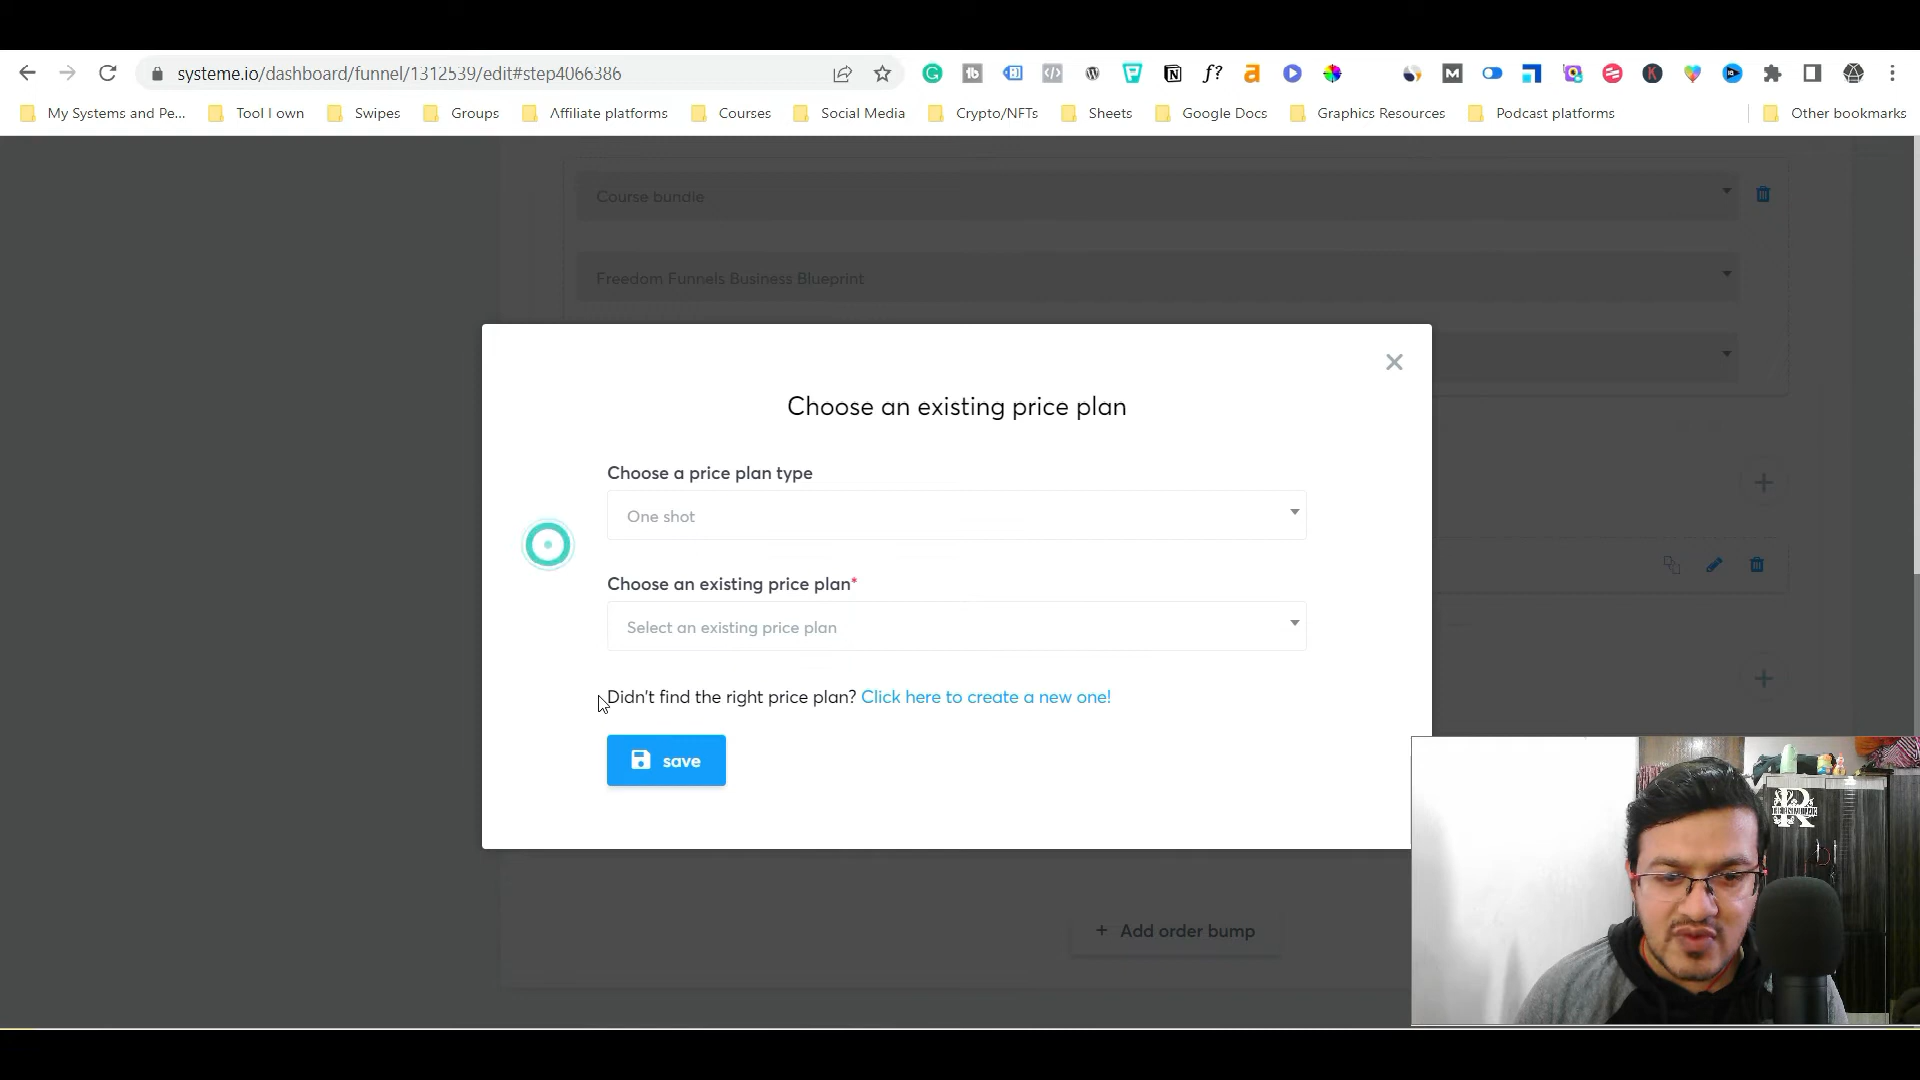 systeme.io/dashboard/funnel/1312539/edit#step4066386
My Systems and Pe...
Tool I own
Swipes
Groups
Affiliate platforms
Courses
Social Media
Crypto/NFTs
Sheets
Google Docs
Graphics Resources
Podcast platforms
Other bookmarks
Course bundle
Freedom Funnels Business Blueprint
Choose an existing price plan
Choose a price plan type
One shot
Choose an existing price plan*
Select an existing price plan
Didn't find the right price plan? Click here to create a new one!
save
+ Add order bump